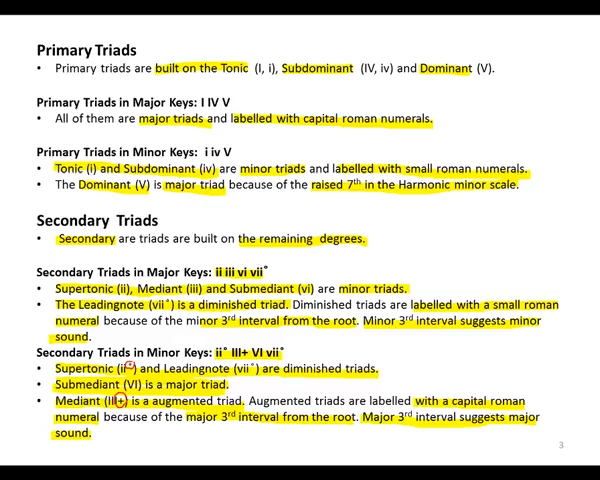 Primary Triads
• Primary triads are built on the Tonic (I, i), Subdominant (IV, iv) and Dominant (V).
Primary Triads in Major Keys: I IV V
• All of them are major triads and labelled with capital roman numerals.
Primary Triads in Minor Keys: i iv V
• Tonic (i) and Subdominant (iv) are minor triads and labelled with small roman numerals.
• The Dominant (V) is major triad because of the raised 7th in the Harmonic minor scale.
Secondary Triads
• Secondary are triads are built on the remaining degrees.
Secondary Triads in Major Keys: ii iii vi vii°
• Supertonic (ii), Mediant (iii) and Submediant (vi) are minor triads.
• The Leadingnote (vii°) is a diminished triad. Diminished triads are labelled with a small roman
numeral because of the minor 3rd interval from the root. Minor 3rd interval suggests minor
sound.
Secondary Triads in Minor Keys: ii° III+ VI vii°
• Supertonic (ii°) and Leadingnote (vii°) are diminished triads.
• Submediant (VI) is a major triad.
• Mediant (III+) is a augmented triad. Augmented triads are labelled with a capital roman
numeral because of the major 3rd interval from the root. Major 3rd interval suggests major
sound.
3